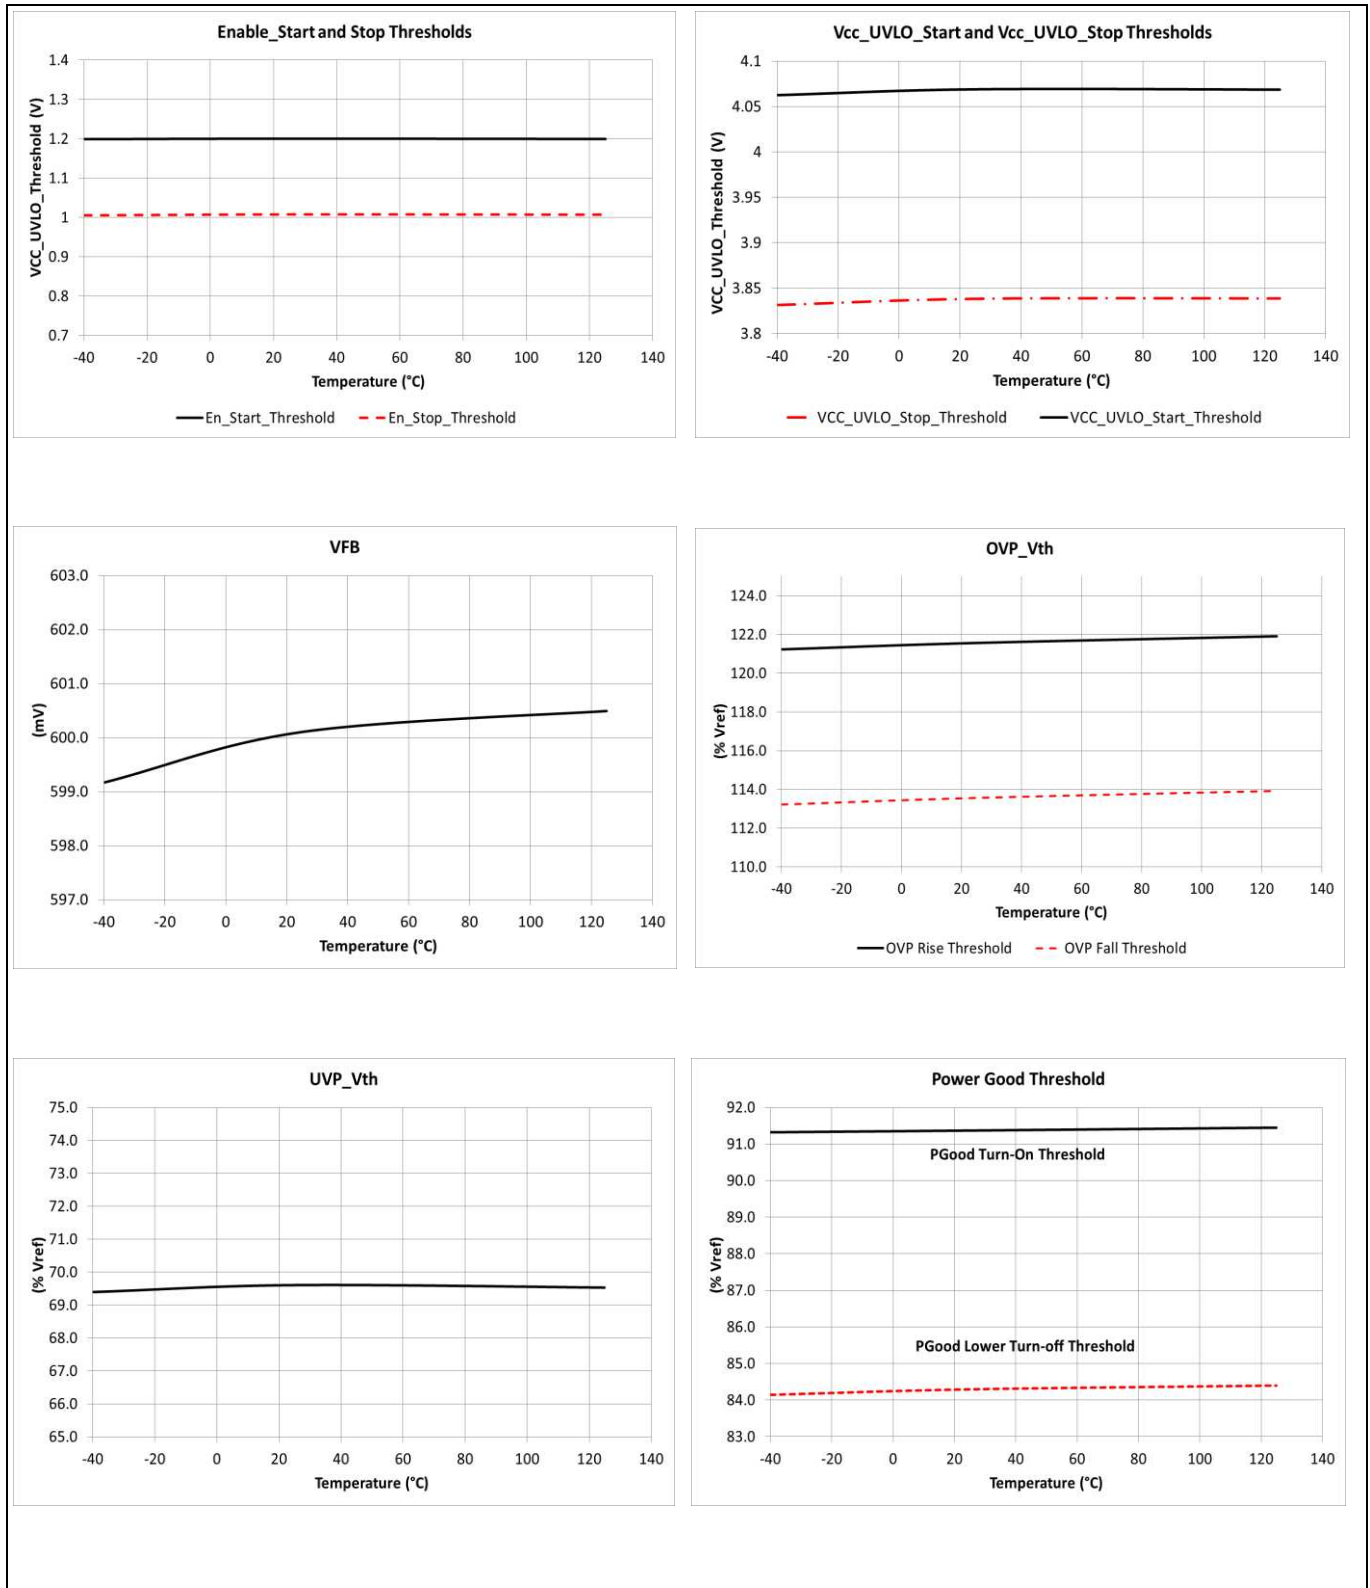 Enable_Start and Stop Thresholds
1.4
1.3
1.2
1.1
1
0.9
0.8
0.7
VCC_UVLO_Threshold (V)
-40 -20 0 20 40 60 80 100 120 140
Temperature (°C)
En_Start_Threshold En_Stop_Threshold
Vcc_UVLO_Start and Vcc_UVLO_Stop Thresholds
4.1
4.05
4
3.95
3.9
3.85
3.8
VCC_UVLO_Threshold (V)
-40 -20 0 20 40 60 80 100 120 140
Temperature (°C)
VCC_UVLO_Stop_Threshold VCC_UVLO_Start_Threshold
VFB
603.0
602.0
601.0
600.0
599.0
598.0
597.0
(mV)
-40 -20 0 20 40 60 80 100 120 140
Temperature (°C)
OVP_Vth
124.0
122.0
120.0
118.0
116.0
114.0
112.0
110.0
(% Vref)
-40 -20 0 20 40 60 80 100 120 140
Temperature (°C)
OVP Rise Threshold OVP Fall Threshold
UVP_Vth
75.0
74.0
73.0
72.0
71.0
70.0
69.0
68.0
67.0
66.0
65.0
(% Vref)
-40 -20 0 20 40 60 80 100 120 140
Temperature (°C)
Power Good Threshold
92.0
91.0
90.0
89.0
88.0
87.0
86.0
85.0
84.0
83.0
(% Vref)
PGood Turn-On Threshold
PGood Lower Turn-off Threshold
-40 -20 0 20 40 60 80 100 120 140
Temperature (°C)